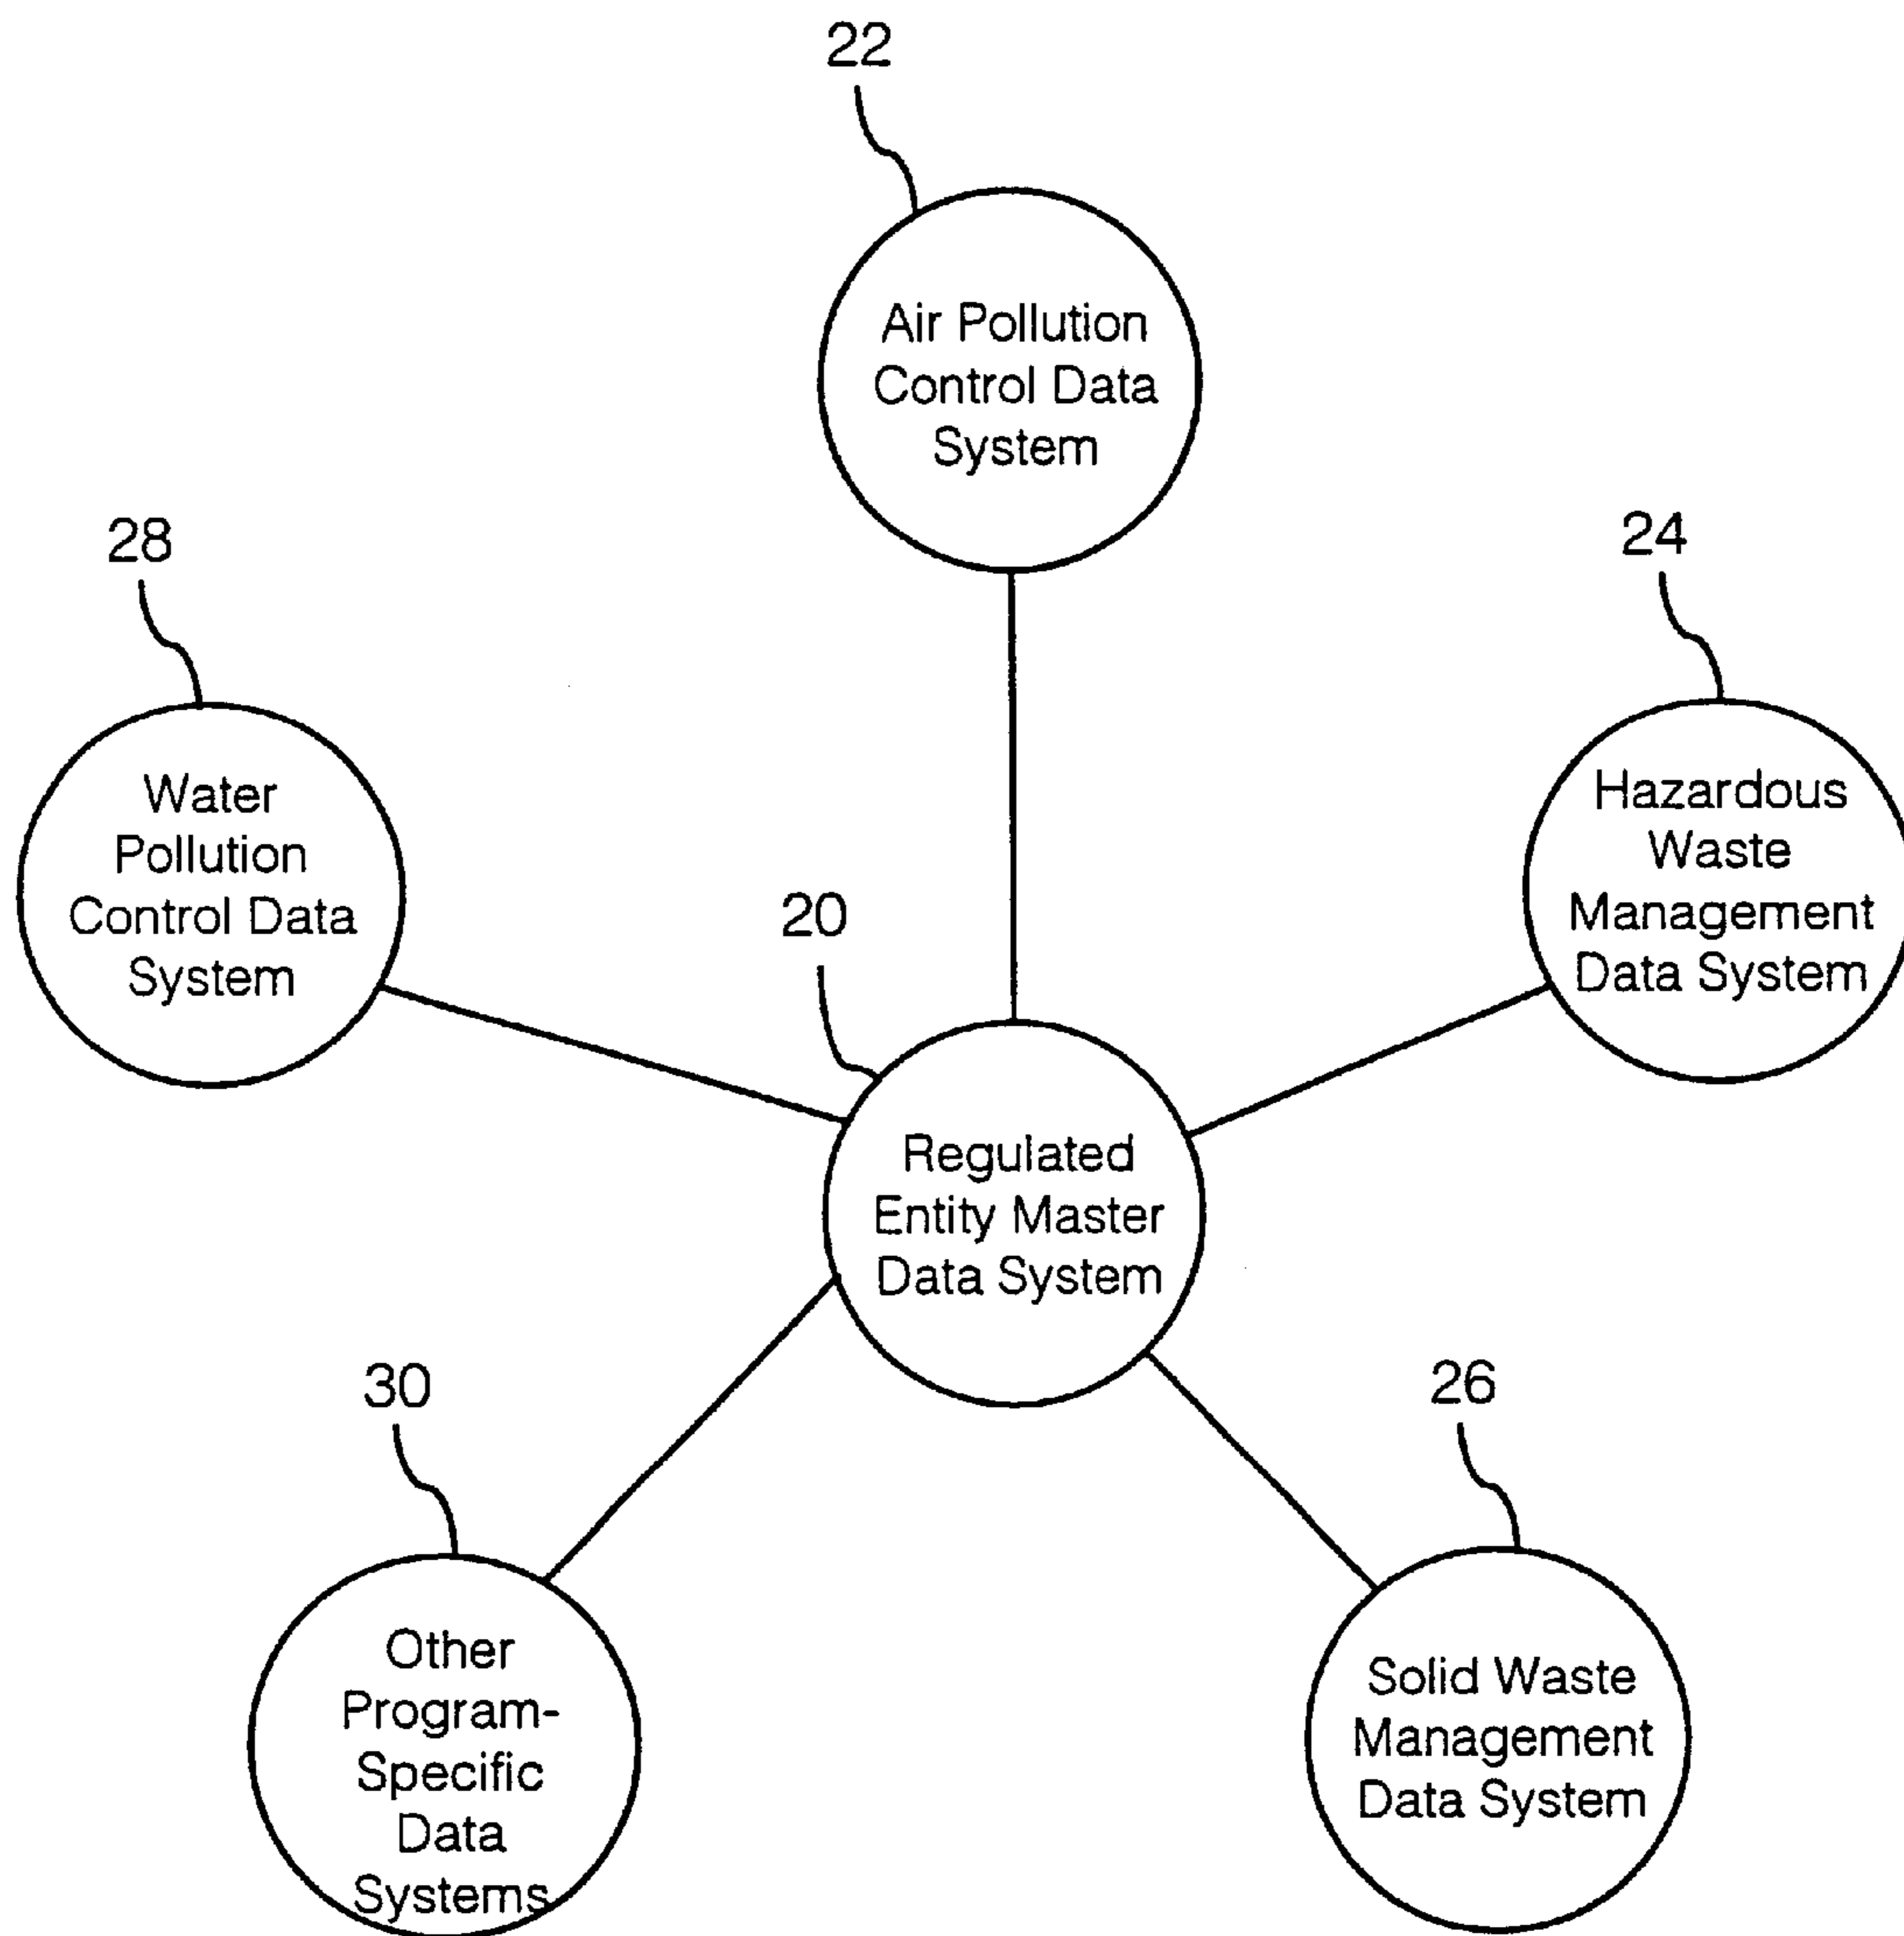 22
Air Pollution
Control Data
System
28
Water
Pollution
Control Data
System
24
Hazardous
Waste
Management
Data System
20
Regulated
Entity Master
Data System
30
Other
Program-
Specific
Data
Systems
26
Solid Waste
Management
Data System